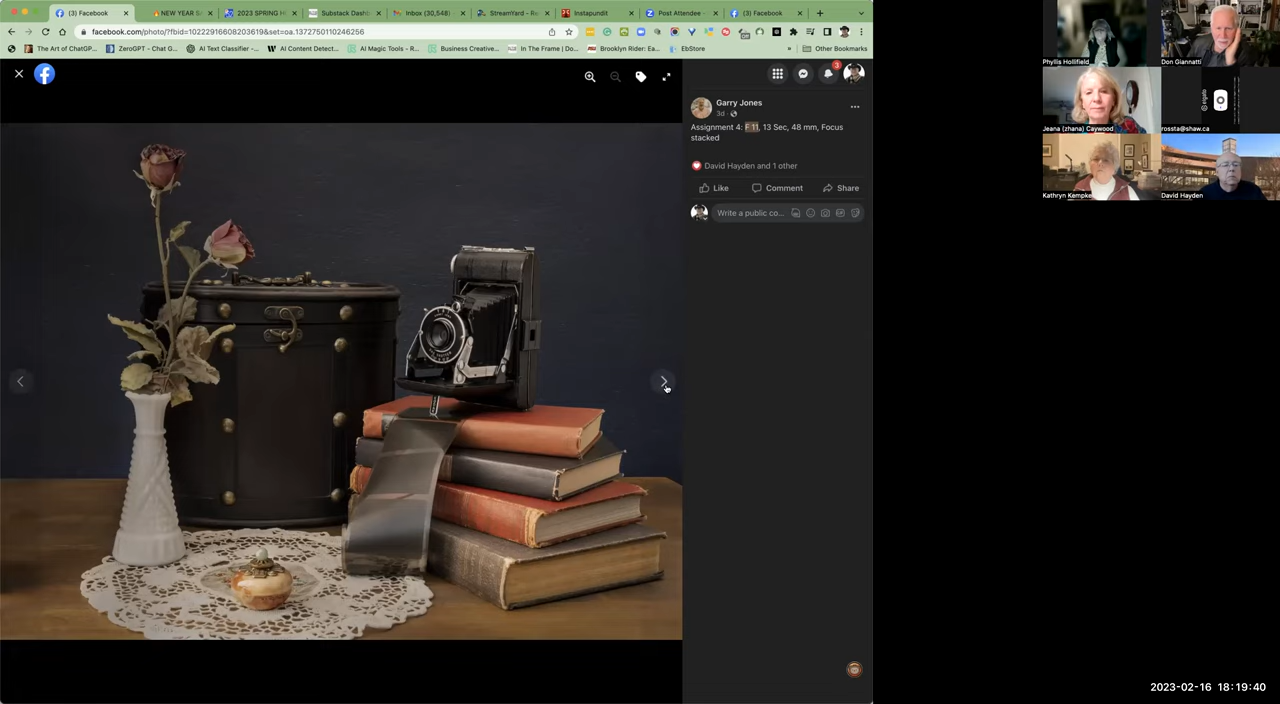 (3) Facebook
2023 SPRING H
Substack Dashb
Inbox (30,548)
StreamYard - R
Instapundit
Post Attendee -
(3) Facebook
facebook.com/photo/?fbid=10222916608203619&set=oa.1372750110246256
The Art of ChatGP...
ZeroGPT - Chat G...
AI Text Classifier -...
AI Content Detect...
AI Magic Tools - R...
Business Creative...
In The Frame | Do...
Brooklyn Rider: Ea...
EbStore
»
Other Bookmarks
3
Garry Jones
3d
Assignment 4: F 11, 13 Sec, 48 mm, Focus
stacked
David Hayden and 1 other
Like
Comment
Share
Write a public co...
Phyllis Hollifield
Don Giannatti
Jeana (zhana) Caywood
rossta@shaw.ca
Kathryn Kempke
David Hayden
2023-02-16 18:19:40